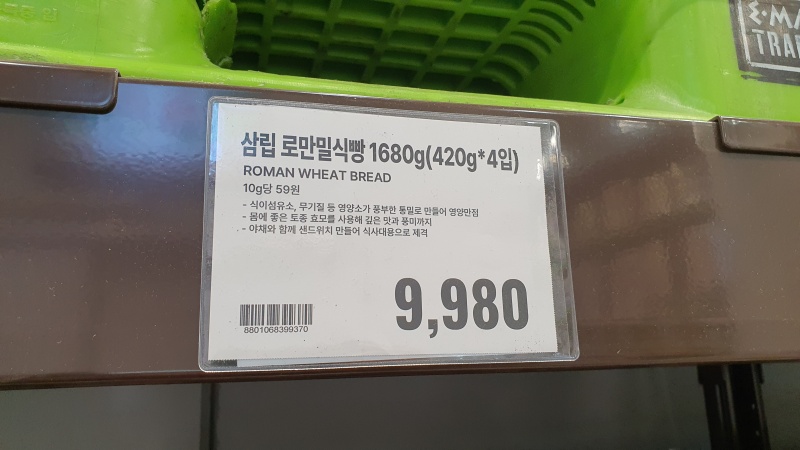 E·MA
TRA
삼립 로만밀식빵 1680g(420g*4입)
ROMAN WHEAT BREAD
10g당 59원
- 식이섬유소, 무기질 등 영양소가 풍부한 통밀로 만들어 영양만점
- 몸에 좋은 토종 효모를 사용해 깊은 맛과 풍미까지
- 야채와 함께 샌드위치 만들어 식사대용으로 제격
9,980
8801068399370